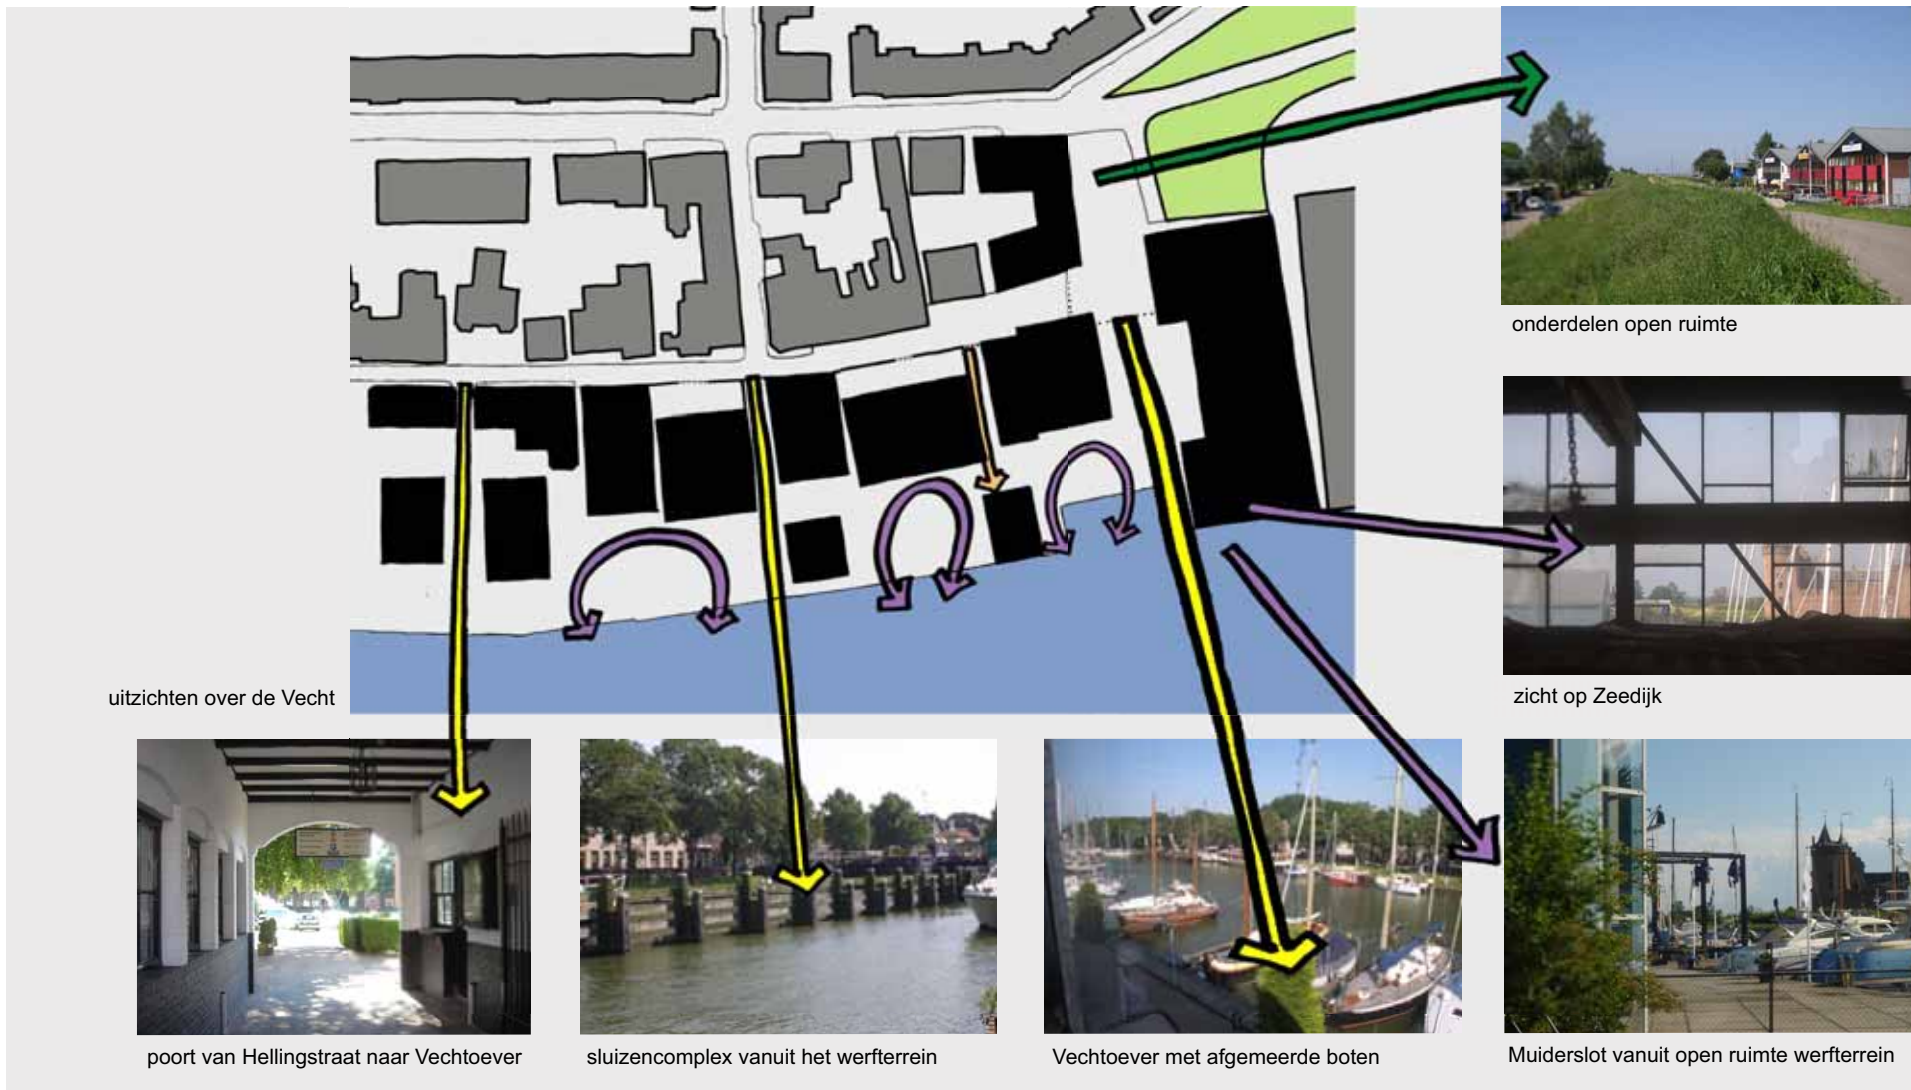 onderdelen open ruimte
zicht op Zeedijk
uitzichten over de Vecht
poort van Hellingstraat naar Vechtoever
sluizencomplex vanuit het werfterrein
Vechtoever met afgemeerde boten
Muiderslot vanuit open ruimte werfterrein